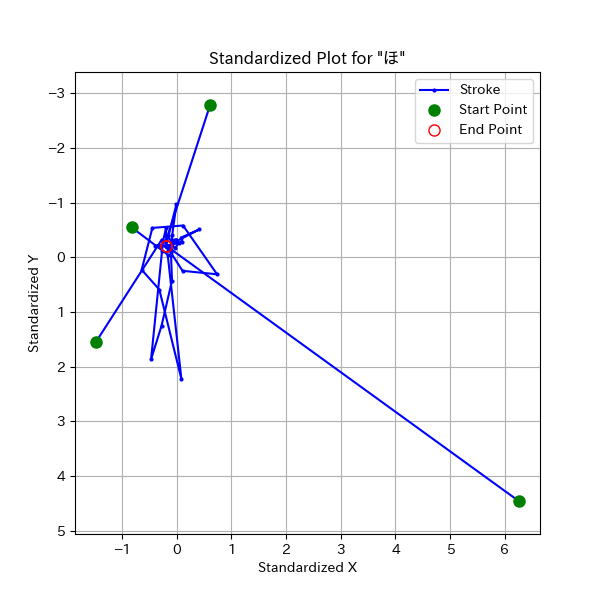 Standardized Plot for "ほ"
Stroke
Start Point
End Point
−3
−2
−1
0
1
2
3
4
5
Standardized Y
−1 0 1 2 3 4 5 6
Standardized X